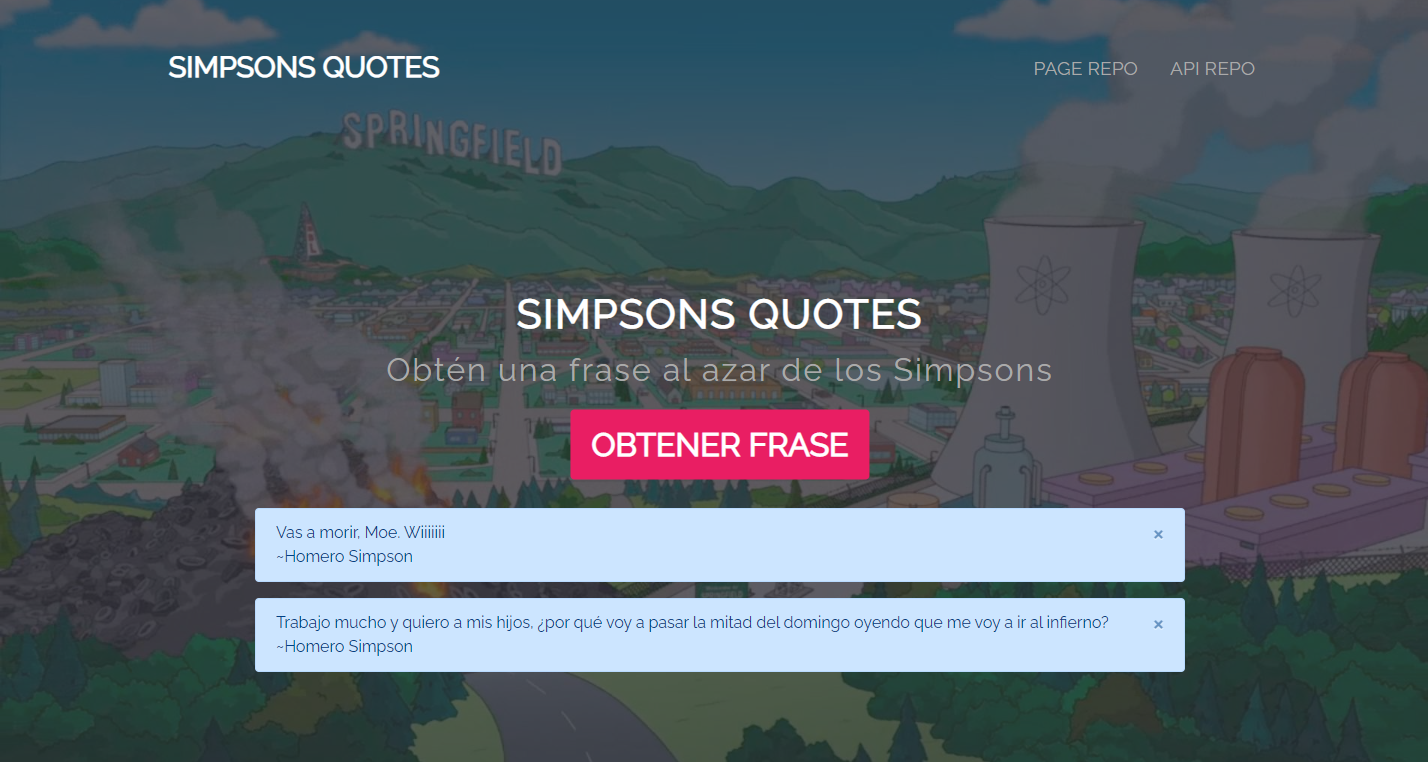 SIMPSONS QUOTES
PAGE REPO
API REPO
SPRINGFIELD
SIMPSONS QUOTES
Obtén una frase al azar de los Simpsons
OBTENER FRASE
Vas a morir, Moe. Wiiiiiii
×
~Homero Simpson
Trabajo mucho y quiero a mis hijos, ¿por qué voy a pasar la mitad del domingo oyendo que me voy a ir al infierno?
×
~Homero Simpson